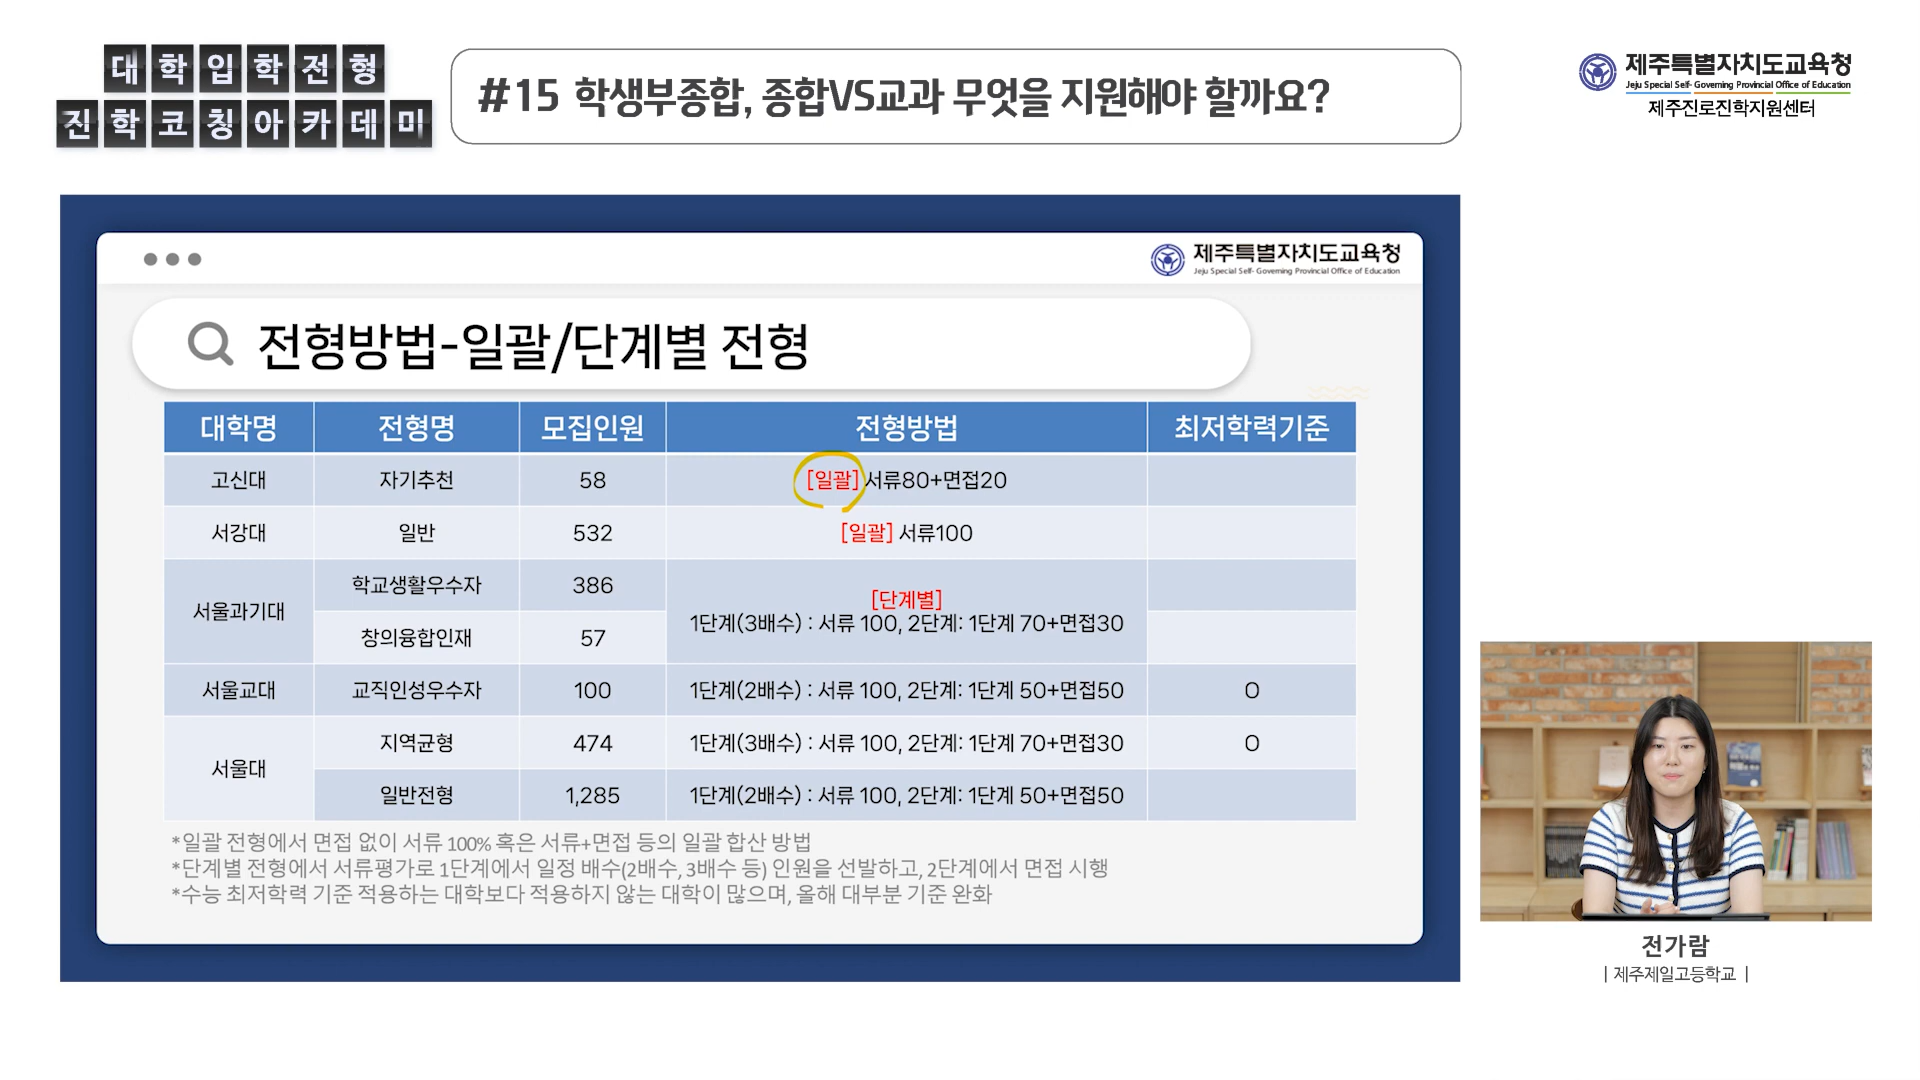 대학입학전형
진학코칭아카데미
#15 학생부종합, 종합VS교과 무엇을 지원해야 할까요?
제주특별자치도교육청
Jeju Special Self-Governing Provincial Office of Education
제주진로진학지원센터
제주특별자치도교육청
Jeju Special Self-Governing Provincial Office of Education
전형방법-일괄/단계별 전형
대학명 전형명 모집인원 전형방법 최저학력기준
고신대 자기추천 58 [일괄] 서류80+면접20
서강대 일반 532 [일괄] 서류100
서울과기대 학교생활우수자 386 [단계별]
1단계(3배수) : 서류 100, 2단계: 1단계 70+면접30
창의융합인재 57
서울교대 교직인성우수자 100 1단계(2배수) : 서류 100, 2단계: 1단계 50+면접50 O
서울대 지역균형 474 1단계(3배수) : 서류 100, 2단계: 1단계 70+면접30 O
일반전형 1,285 1단계(2배수) : 서류 100, 2단계: 1단계 50+면접50
*일괄 전형에서 면접 없이 서류 100% 혹은 서류+면접 등의 일괄 합산 방법
*단계별 전형에서 서류평가로 1단계에서 일정 배수(2배수, 3배수 등) 인원을 선발하고, 2단계에서 면접 시행
*수능 최저학력 기준 적용하는 대학보다 적용하지 않는 대학이 많으며, 올해 대부분 기준 완화
전가람
| 제주제일고등학교 |